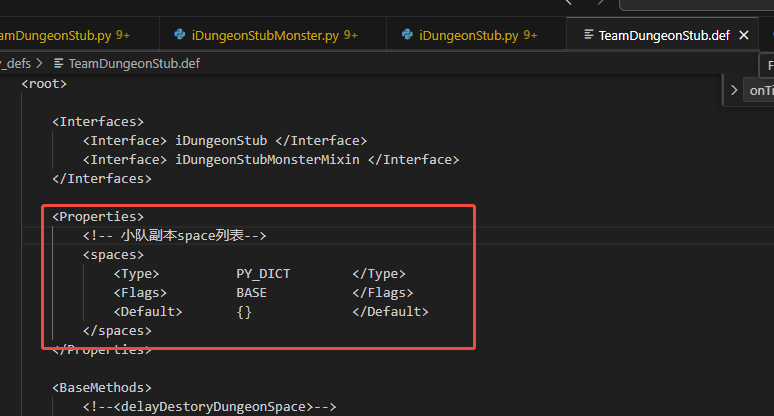 amDungeonStub.py 9+
iDungeonStubMonster.py 9+
iDungeonStub.py 9+
TeamDungeonStub.def
_defs > TeamDungeonStub.def
<root>
<Interfaces>
<Interface> iDungeonStub </Interface>
<Interface> iDungeonStubMonsterMixin </Interface>
</Interfaces>
<Properties>
<!-- 小队副本space列表-->
<spaces>
<Type> PY_DICT </Type>
<Flags> BASE </Flags>
<Default> {} </Default>
</spaces>
</Properties>
<BaseMethods>
<!--<delayDestoryDungeonSpace>-->
F
onTi